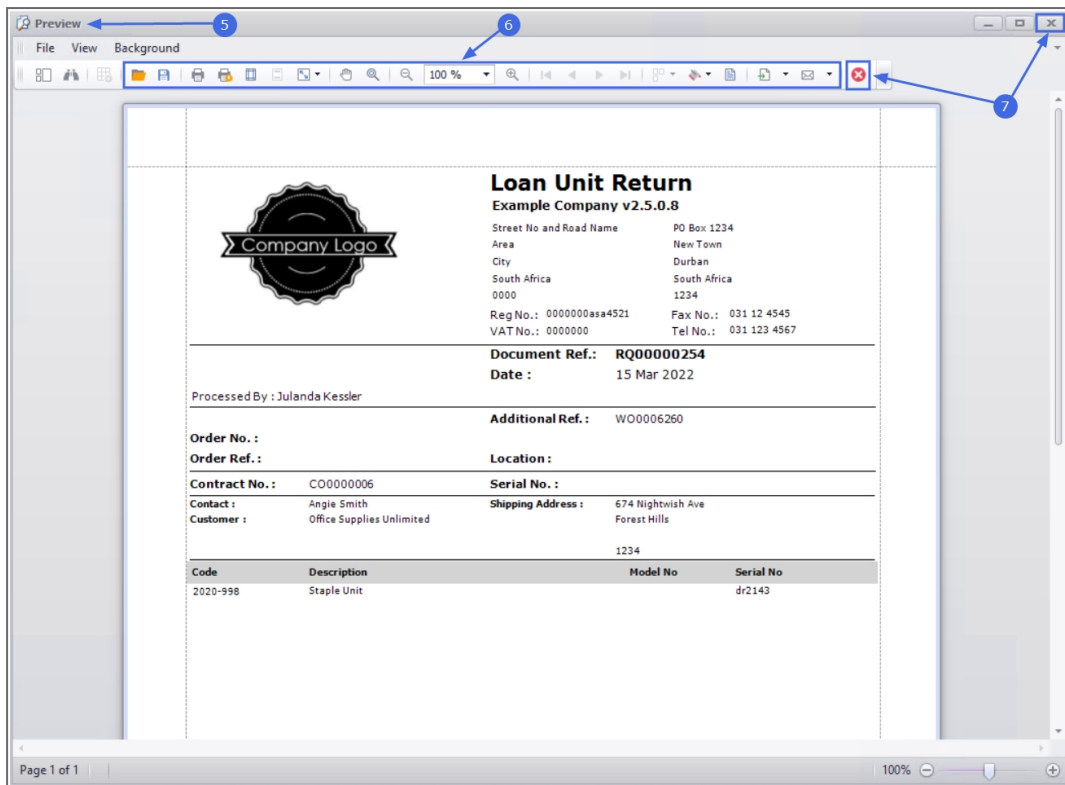 Preview 5 6
File View Background
100 %
7
Loan Unit Return
Company Logo
Example Company v2.5.0.8
Street No and Road Name PO Box 1234
Area New Town
City Durban
South Africa South Africa
0000 1234
Reg No.: 0000000asa4521 Fax No.: 031 12 4545
VAT No.: 0000000 Tel No.: 031 123 4567
Document Ref.: RQ00000254
Date : 15 Mar 2022
Processed By : Julanda Kessler
Additional Ref. : WO0006260
Order No. :
Order Ref. : Location :
Contract No. : CO0000006 Serial No. :
Contact : Angie Smith Shipping Address : 674 Nightwish Ave
Customer : Office Supplies Unlimited Forest Hills
1234
Code Description Model No Serial No
2020-998 Staple Unit dr2143
Page 1 of 1 100%